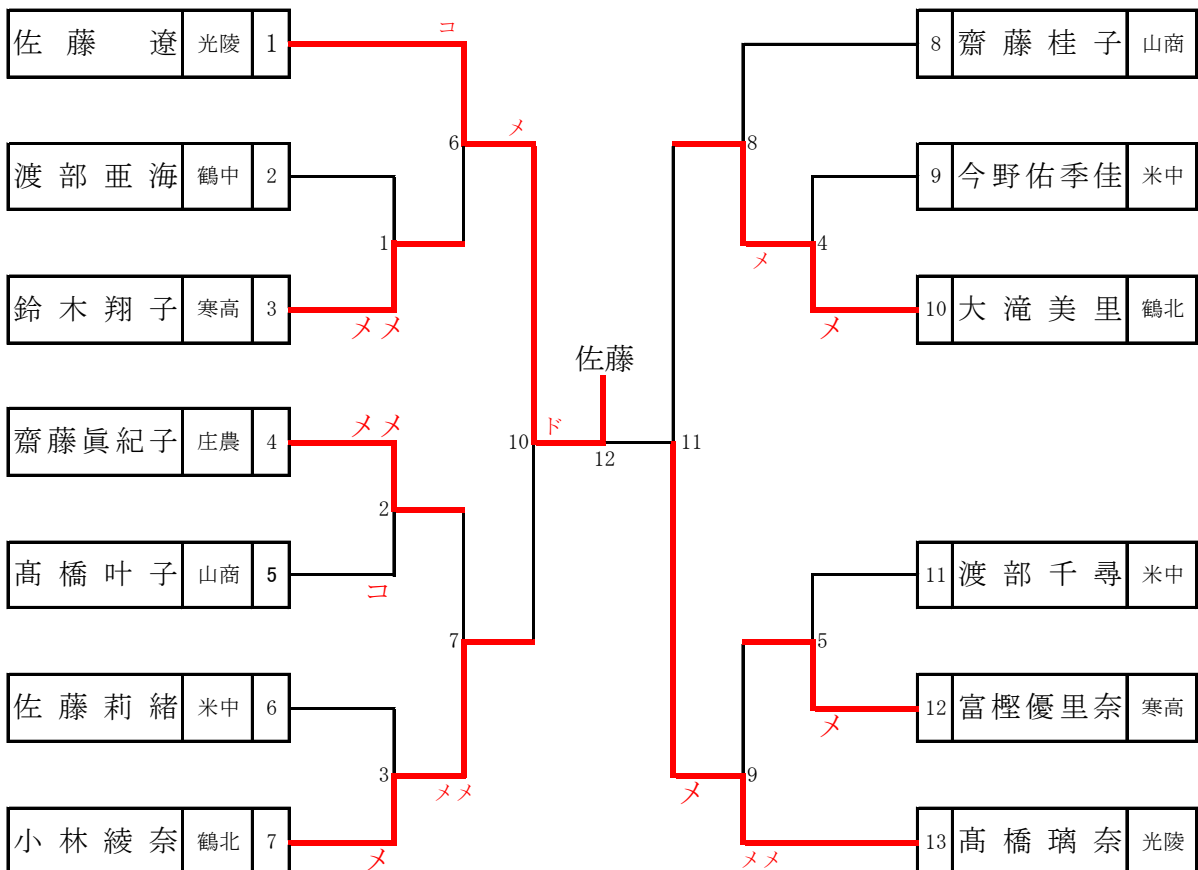 佐藤 遼 光陵 1
コ
8 齋藤桂子 山商
6
メ
8
渡部亜海 鶴中 2
9 今野佑季佳 米中
1
4
メ
鈴木翔子 寒高 3
メメ
メ
10 大滝美里 鶴北
佐藤
齋藤眞紀子 庄農 4
メメ
10
ド
12
11
2
髙橋叶子 山商 5
コ
11 渡部千尋 米中
7
5
佐藤莉緒 米中 6
メ
12 富樫優里奈 寒高
3
メメ
メ
9
小林綾奈 鶴北 7
メ
メメ
13 髙橋璃奈 光陵